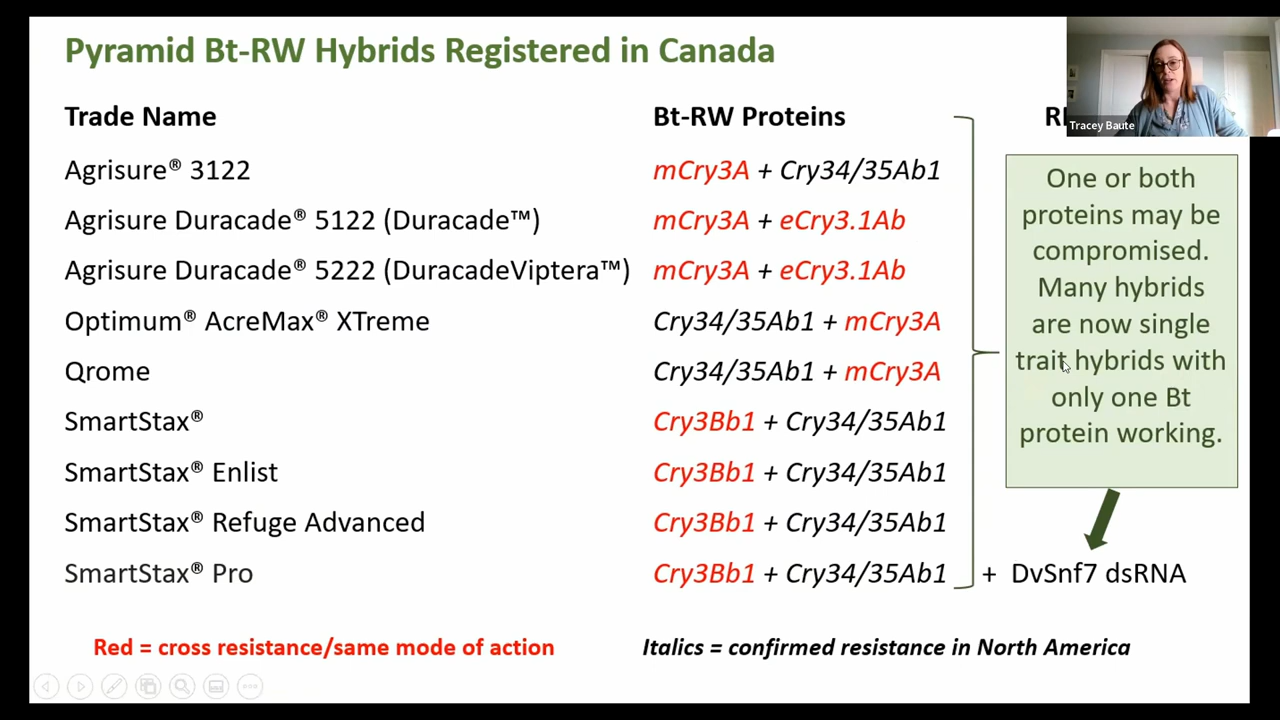 Pyramid Bt-RW Hybrids Registered in Canada
Tracey Baute
Trade Name Bt-RW Proteins
Agrisure® 3122 mCry3A + Cry34/35Ab1
Agrisure Duracade® 5122 (Duracade™) mCry3A + eCry3.1Ab
Agrisure Duracade® 5222 (DuracadeViptera™) mCry3A + eCry3.1Ab
Optimum® AcreMax® XTreme Cry34/35Ab1 + mCry3A
Qrome Cry34/35Ab1 + mCry3A
SmartStax® Cry3Bb1 + Cry34/35Ab1
SmartStax® Enlist Cry3Bb1 + Cry34/35Ab1
SmartStax® Refuge Advanced Cry3Bb1 + Cry34/35Ab1
SmartStax® Pro Cry3Bb1 + Cry34/35Ab1 + DvSnf7 dsRNA
One or both
proteins may be
compromised.
Many hybrids
are now single
trait hybrids with
only one Bt
protein working.
Red = cross resistance/same mode of action
Italics = confirmed resistance in North America